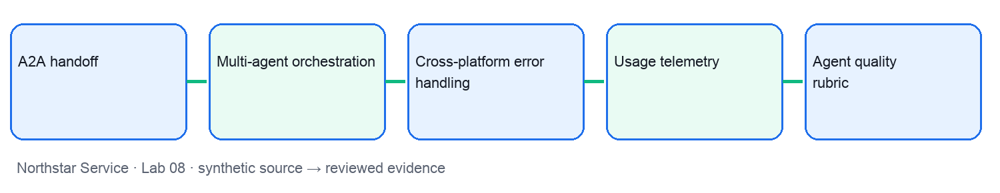 A2A handoff
Multi-agent orchestration
Cross-platform error
handling
Usage telemetry
Agent quality
rubric
Northstar Service · Lab 08 · synthetic source → reviewed evidence